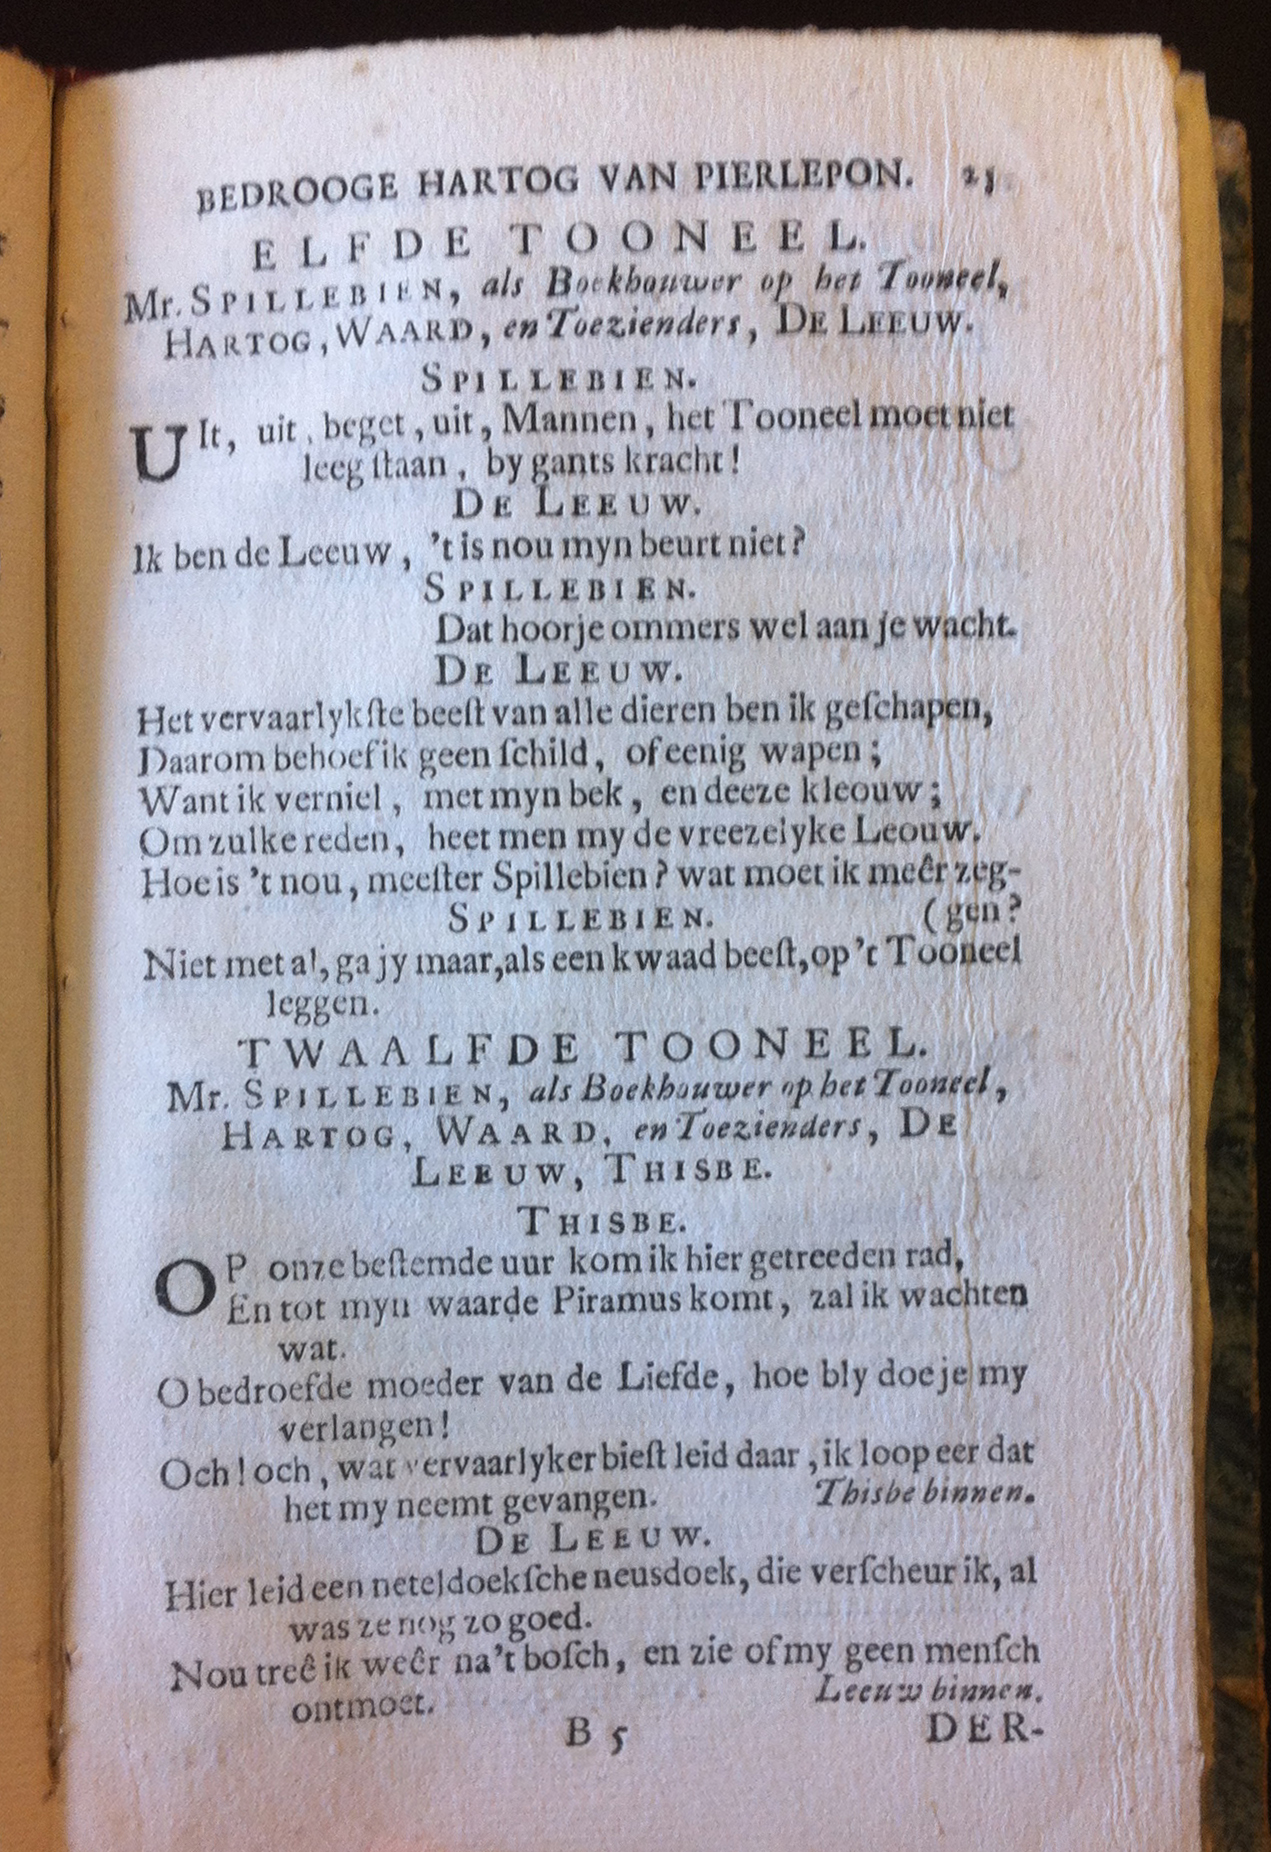 BEDROOGE HARTOG VAN PIERLEPON. 25
ELFDE TOONEEL.
Mr. SPILLEBIEN, als Boekhouwer op het Tooneel,
HARTOG, WAARD, en Toezienders, DE LEEUW.
SPILLEBIEN.
UIt, uit, beget, uit, Mannen, het Tooneel moet niet
leeg ſtaan, by gants kracht!
DE LEEUW.
Ik ben de Leeuw, 't is nou myn beurt niet?
SPILLEBIEN.
Dat hoorje ommers wel aan je wacht.
DE LEEUW.
Het vervaarlykſte beeſt van alle dieren ben ik geſchapen,
Daarom behoef ik geen ſchild, of eenig wapen;
Want ik verniel, met myn bek, en deeze kleouw;
Om zulke reden, heet men my de vreezelyke Leouw.
Hoe is 't nou, meeſter Spillebien? wat moet ik meêr zeg-
SPILLEBIEN. (gen?
Niet met al, ga jy maar, als een kwaad beeſt, op 't Tooneel
leggen.
TWAALFDE TOONEEL.
Mr. SPILLEBIEN, als Boekhouwer op het Tooneel,
HARTOG, WAARD, en Toezienders, DE
LEEUW, THISBE.
THISBE.
OP onze beſtemde uur kom ik hier getreeden rad,
En tot myn waarde Piramus komt, zal ik wachten
wat.
O bedroefde moeder van de Liefde, hoe bly doe je my
verlangen!
Och! och, wat vervaarlyker bieſt leid daar, ik loop eer dat
het my neemt gevangen. Thisbe binnen.
DE LEEUW.
Hier leid een neteldoekſche neusdoek, die verſcheur ik, al
was ze nog zo goed.
Nou treê ik weêr na 't boſch, en zie of my geen menſch
ontmoet. Leeuw binnen.
B 5 DER-